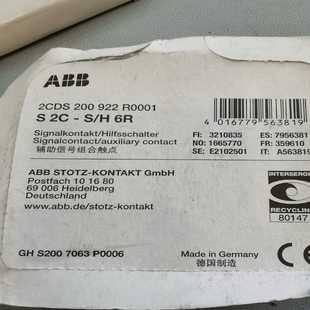 ABB
2CDS 200 922 R0001
S 2C - S/H 6R
4 016779 563819
Signalkontakt/Hilfsschalter
Signalcontact/auxiliary contact
辅助信号组合触点
FI: 3210835 ES: 7956381
NO: 1665770 FR: 359610
SE: E2102501 IT: A563819
ABB STOTZ-KONTAKT GmbH
Postfach 10 16 80
69 006 Heidelberg
Deutschland
www.abb.de/stotz-kontakt
INTERSEROH
RECYCLING
80147
GH S200 7063 P0006
Made in Germany
德国制造